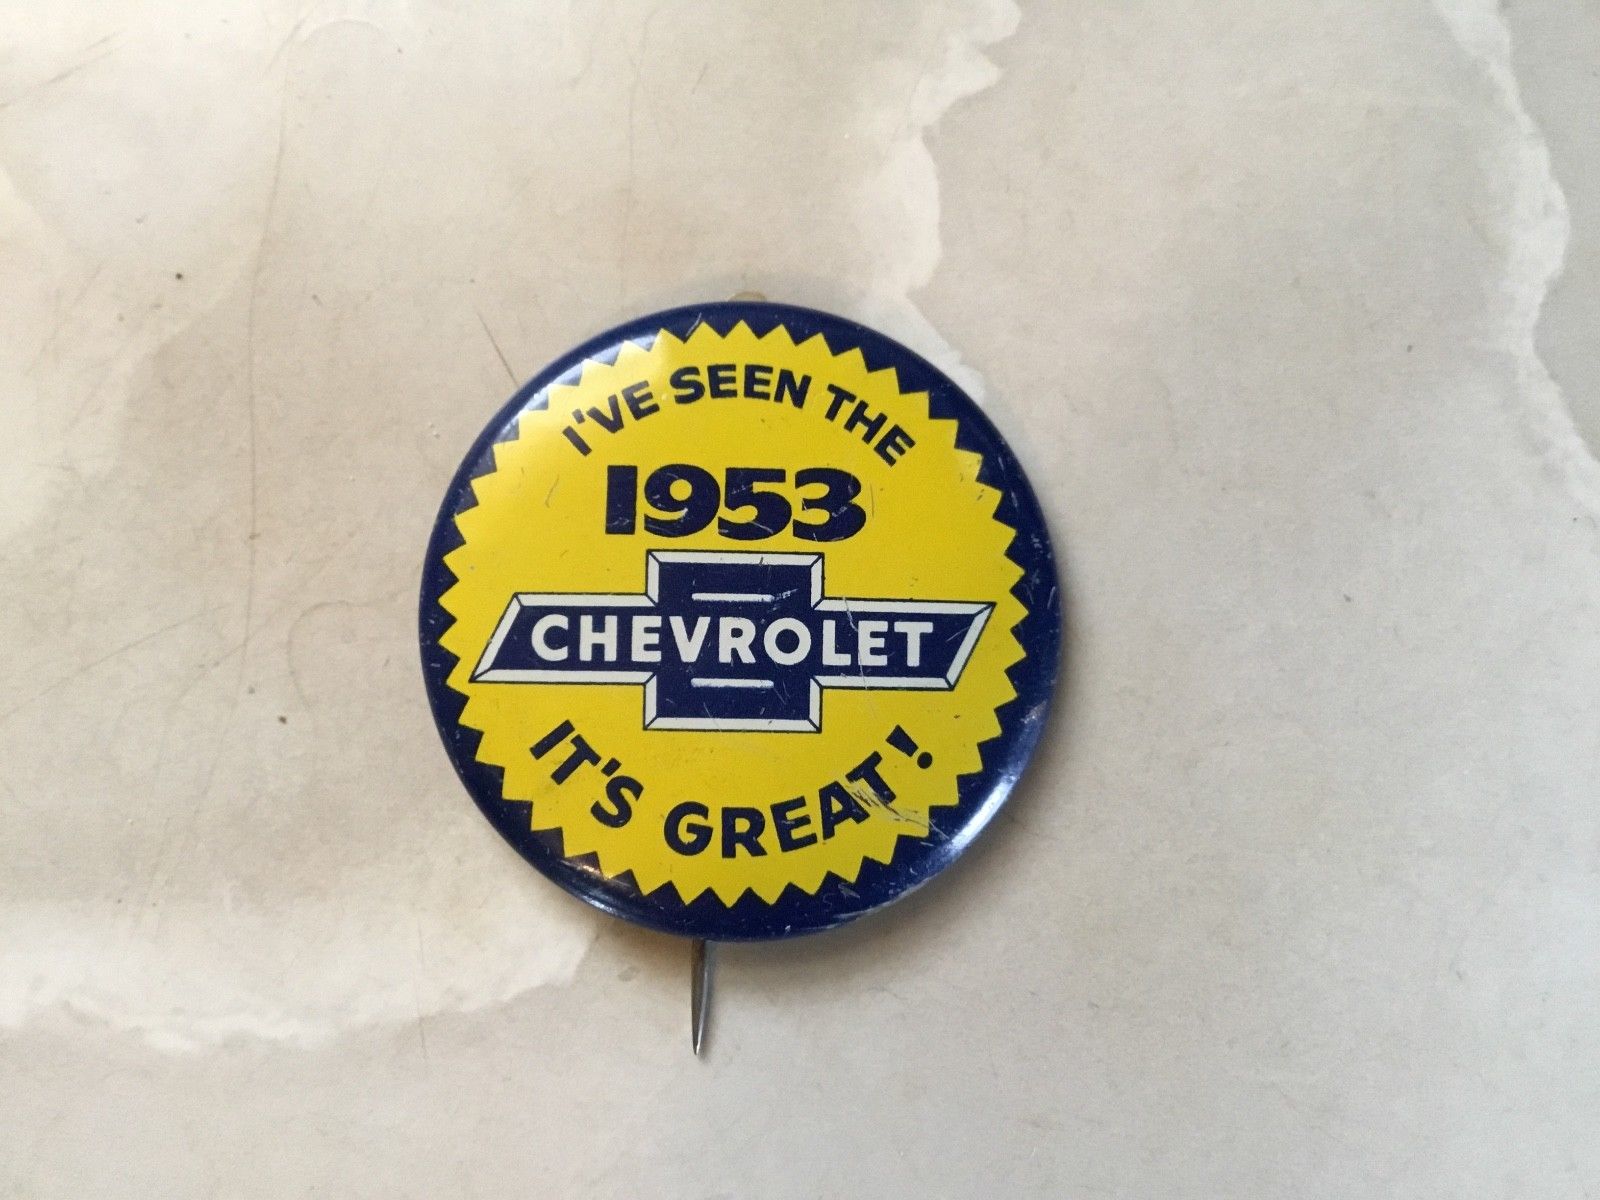 I'VE SEEN THE
1953
CHEVROLET
IT'S GREAT!